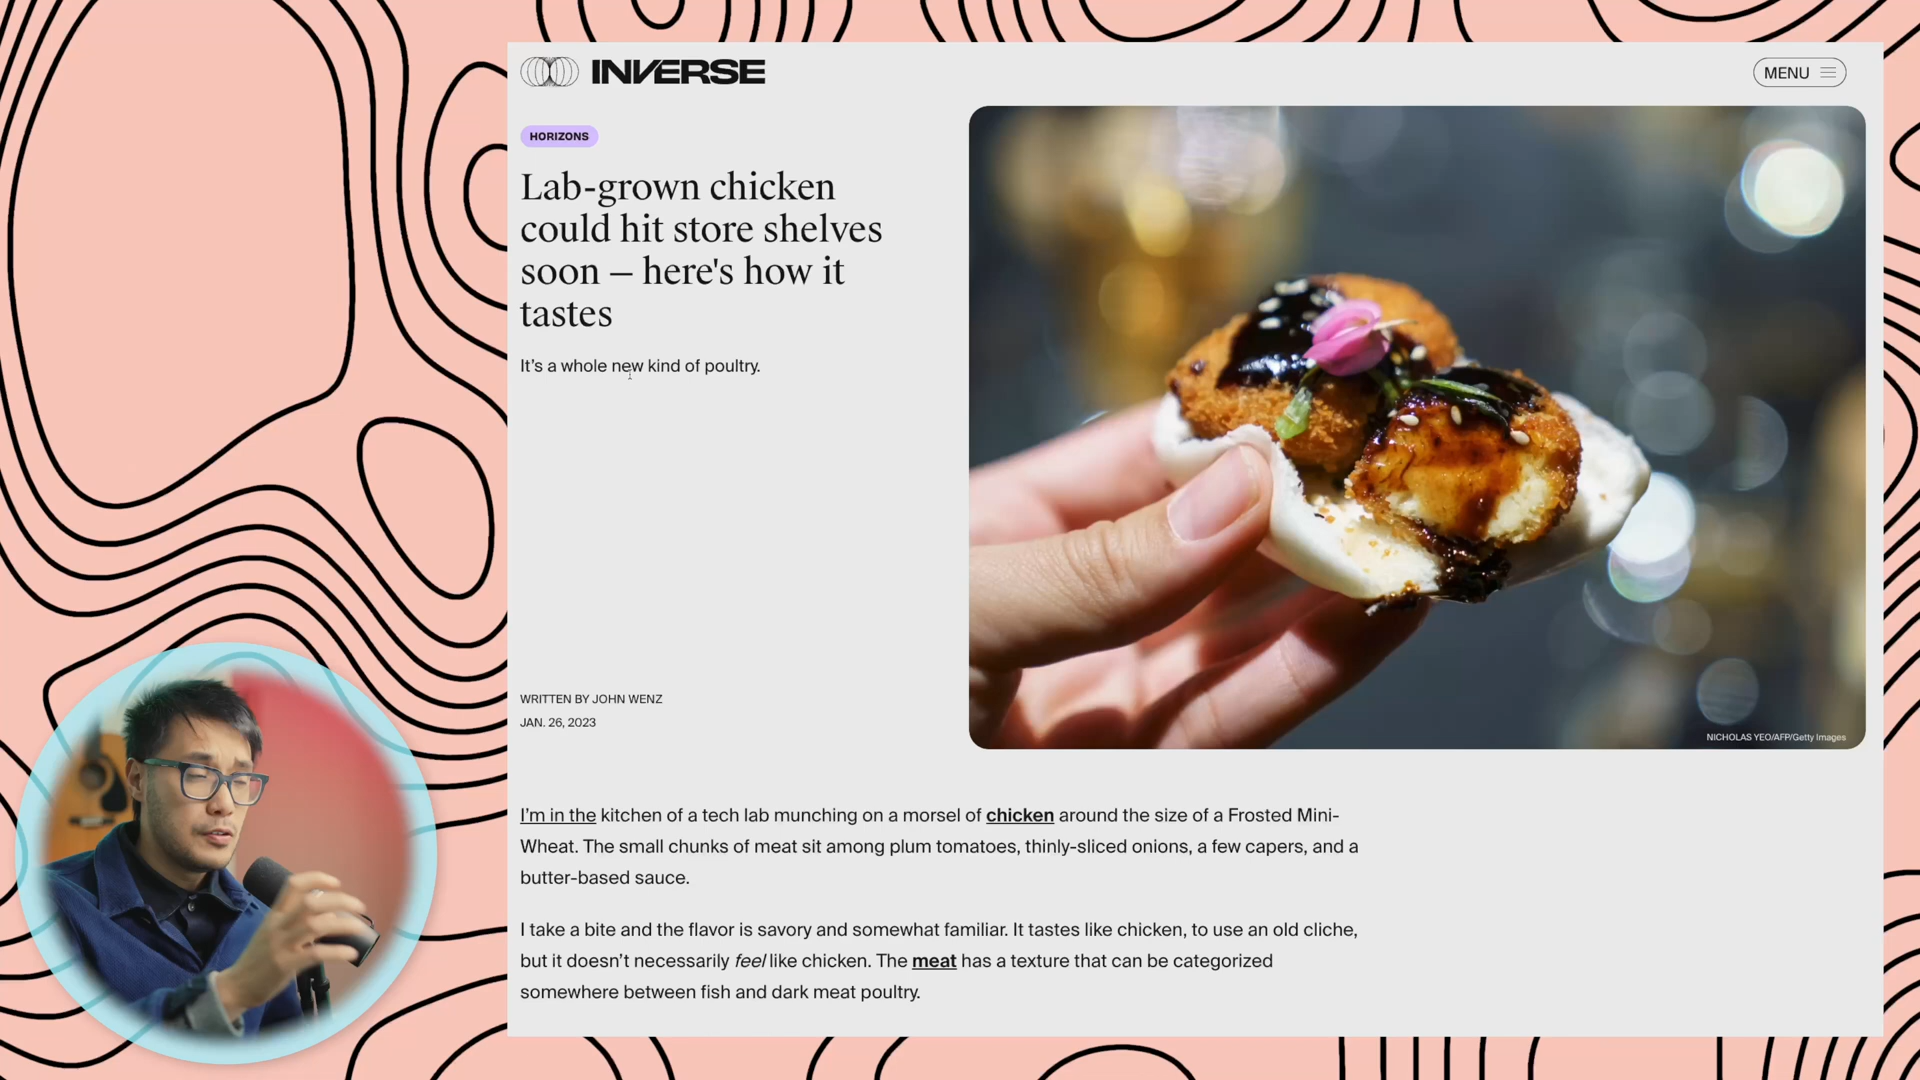 INVERSE
MENU
HORIZONS
Lab-grown chicken
could hit store shelves
soon – here's how it
tastes
It's a whole new kind of poultry.
WRITTEN BY JOHN WENZ
JAN. 26, 2023
NICHOLAS YEO/AFP/Getty Images
I'm in the kitchen of a tech lab munching on a morsel of chicken around the size of a Frosted Mini-
Wheat. The small chunks of meat sit among plum tomatoes, thinly-sliced onions, a few capers, and a
butter-based sauce.
I take a bite and the flavor is savory and somewhat familiar. It tastes like chicken, to use an old cliche,
but it doesn't necessarily feel like chicken. The meat has a texture that can be categorized
somewhere between fish and dark meat poultry.